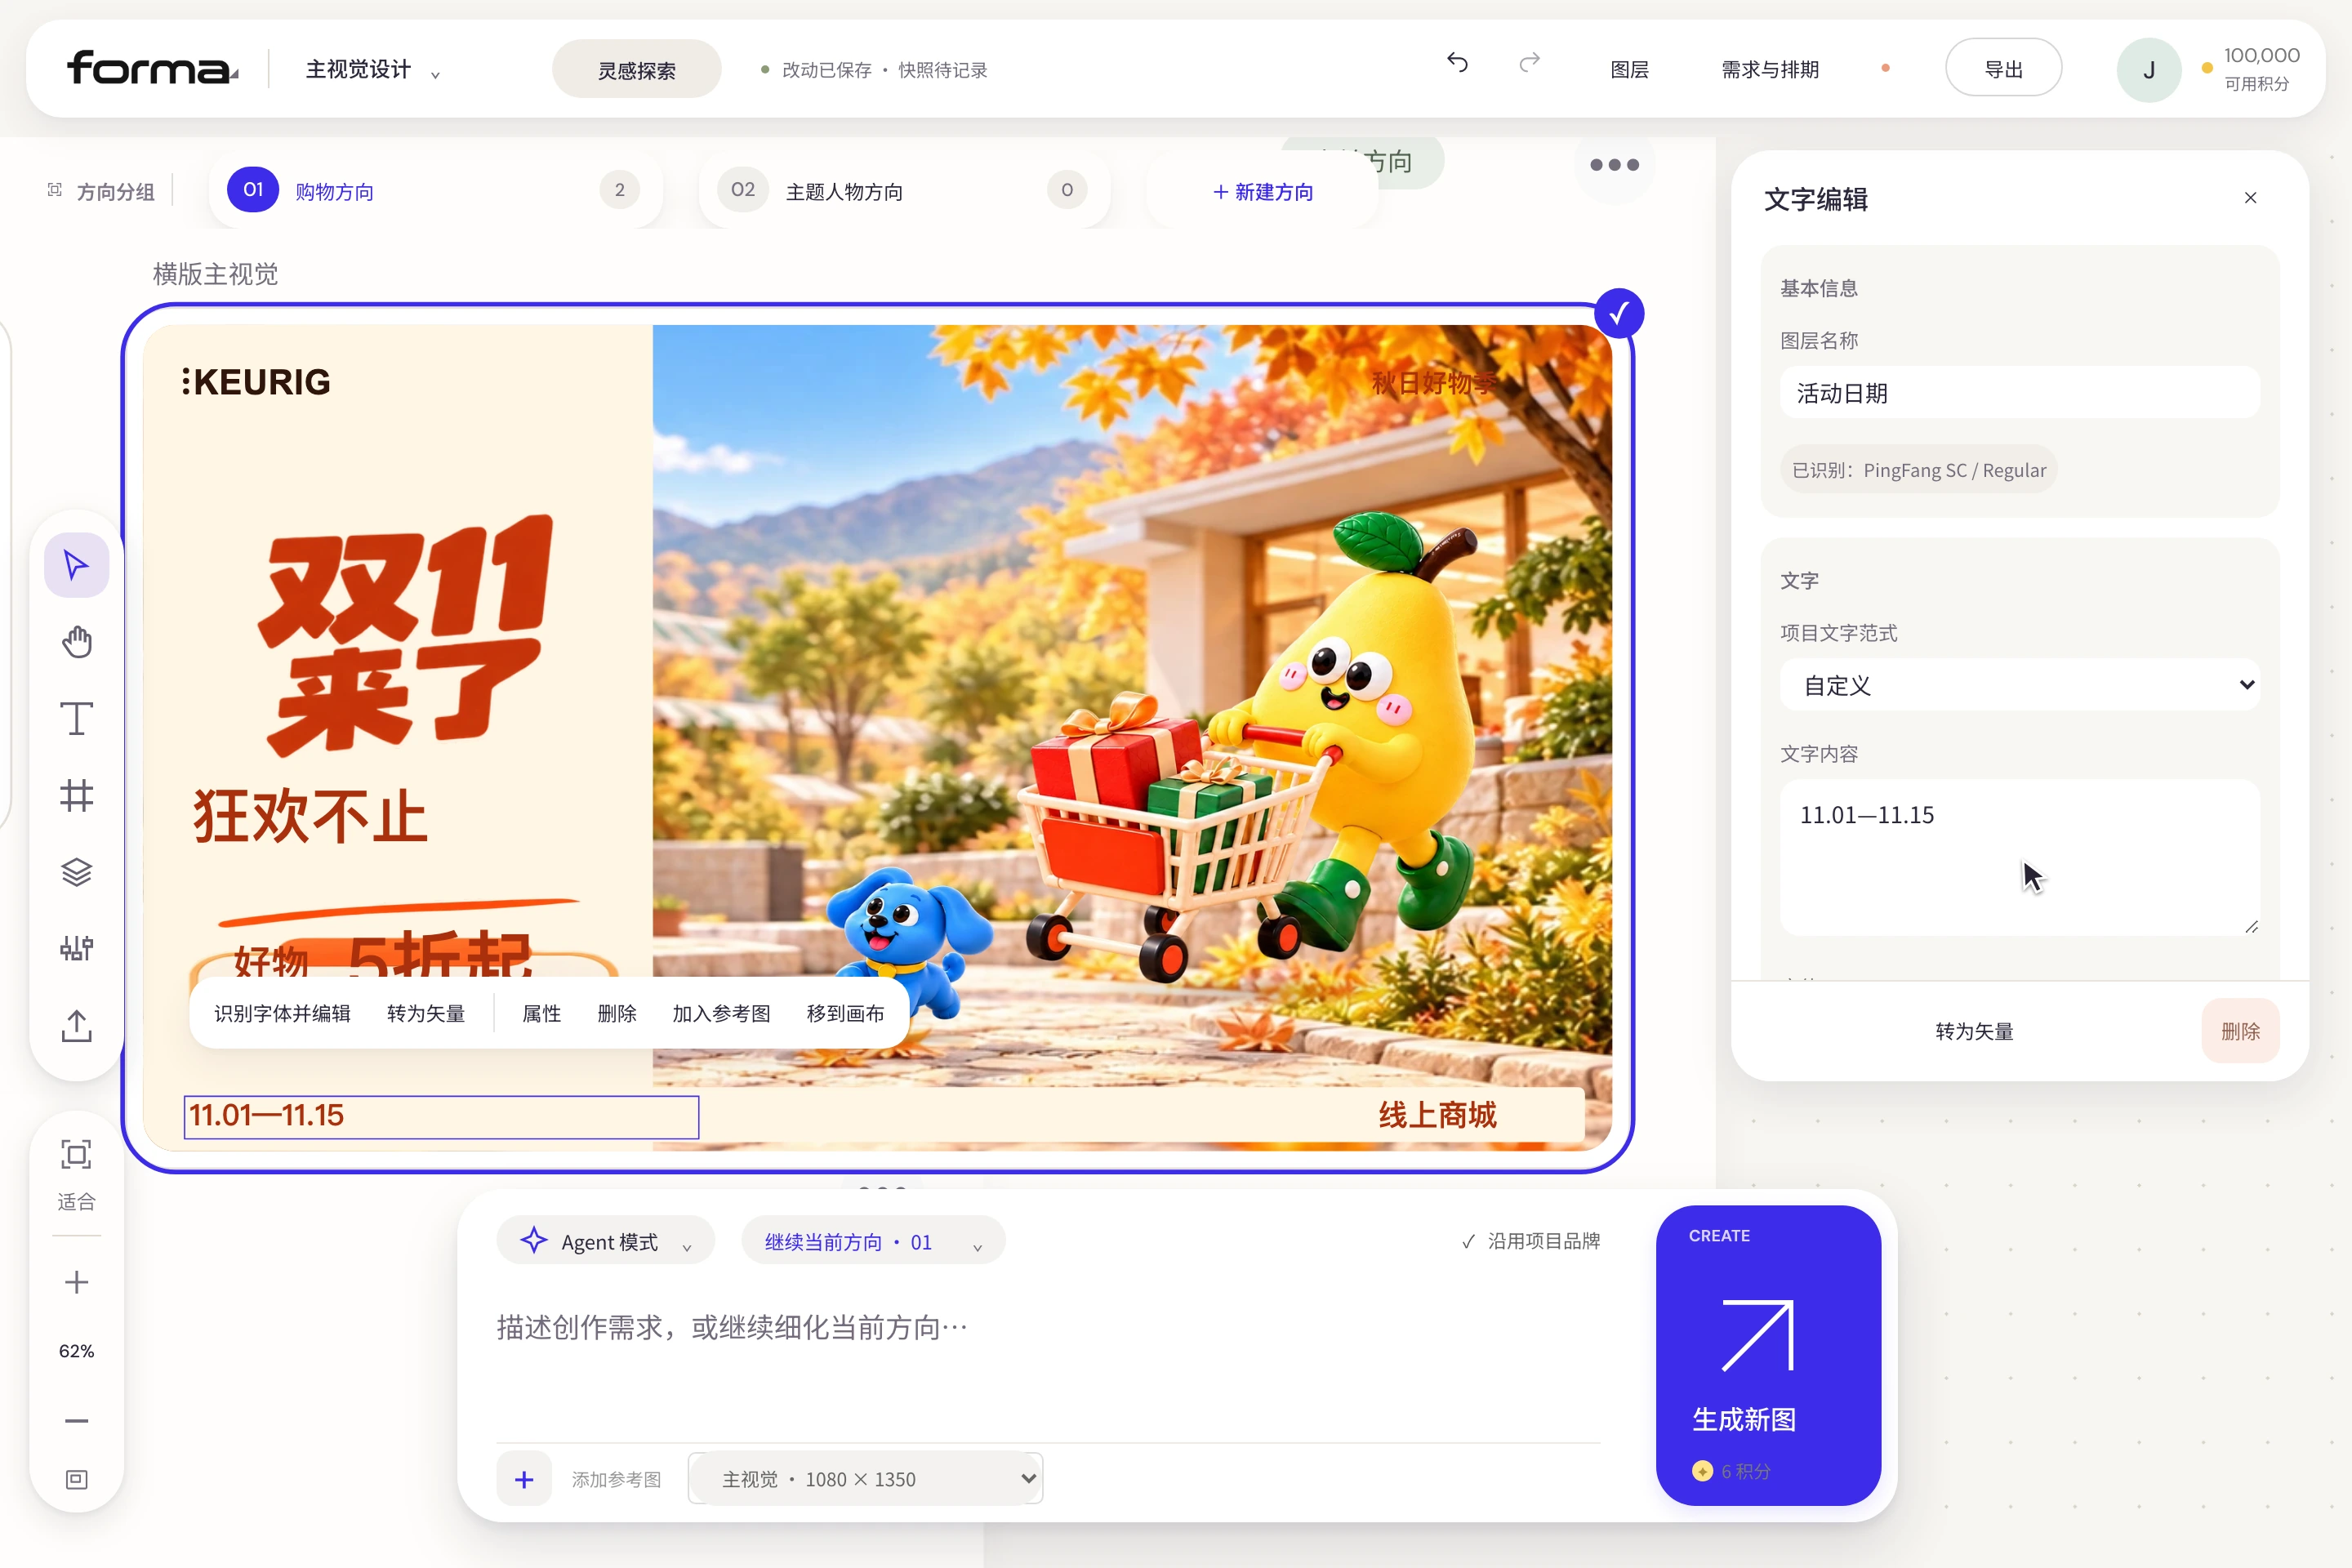 forma
主视觉设计
灵感探索
改动已保存 · 快照待记录
图层
需求与排期
导出
J
100,000
可用积分
方向分组
01 购物方向 2
02 主题人物方向 0
+ 新建方向
方向
横版主视觉
KEURIG
秋日好物季
双11
来了
狂欢不止
好物 5折起
识别字体并编辑 转为矢量 属性 删除 加入参考图 移到画布
11.01—11.15
线上商城
文字编辑
基本信息
图层名称
活动日期
已识别：PingFang SC / Regular
文字
项目文字范式
自定义
文字内容
11.01—11.15
转为矢量
删除
适合
62%
Agent 模式
继续当前方向 · 01
✓ 沿用项目品牌
描述创作需求，或继续细化当前方向…
+ 添加参考图
主视觉 · 1080 × 1350
CREATE
生成新图
6 积分